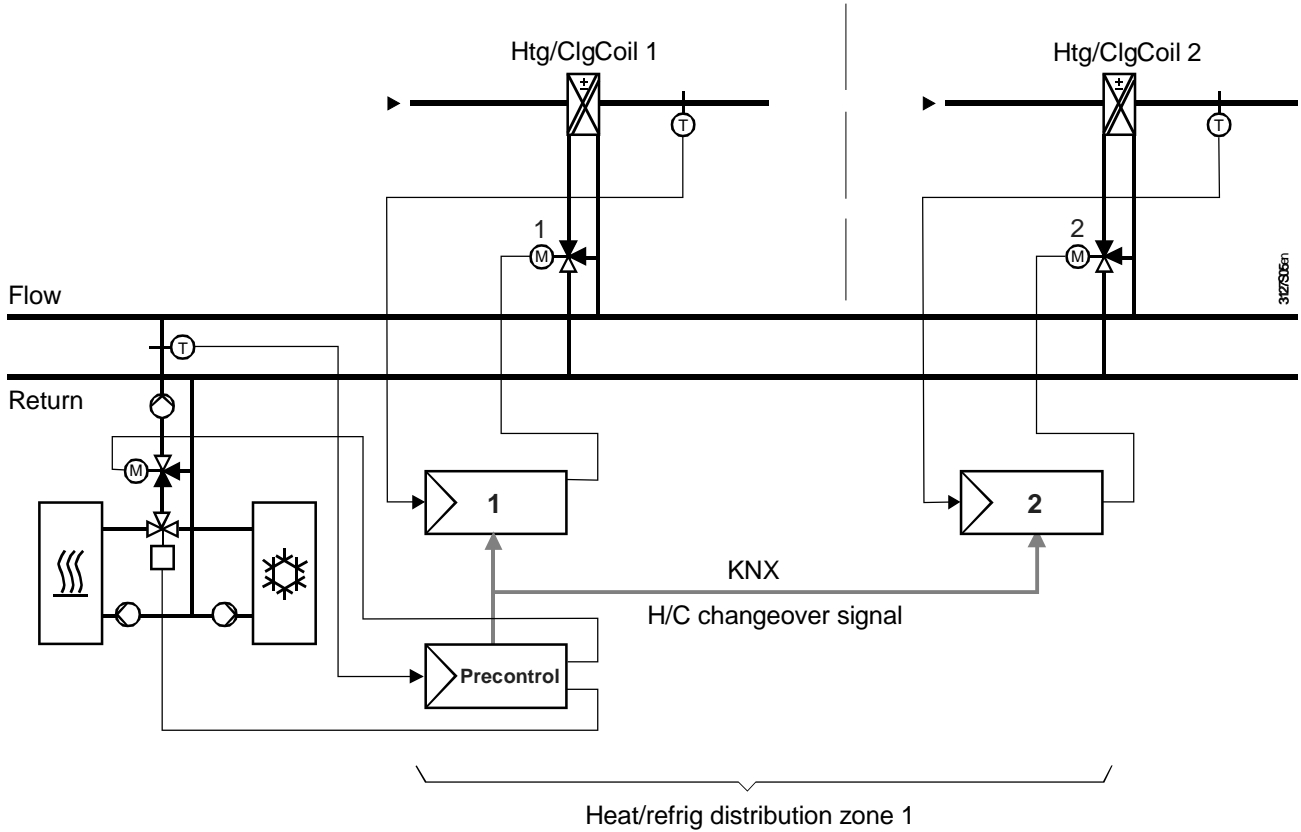 Htg/ClgCoil 1
Htg/ClgCoil 2
±
±
T
T
1
2
M
M
3127S05en
Flow
T
Return
M
1
2
KNX
H/C changeover signal
Precontrol
Heat/refrig distribution zone 1